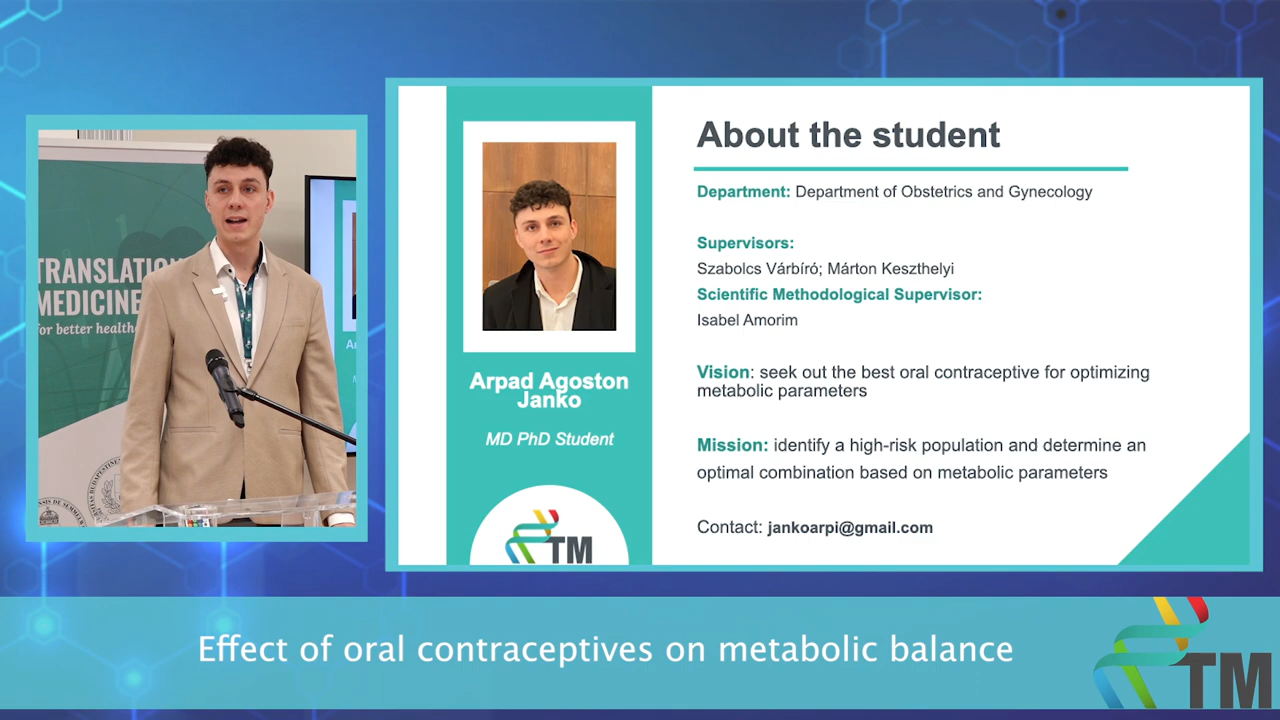 TRANSLATION
MEDICINE
for better healthc
About the student
Department: Department of Obstetrics and Gynecology
Supervisors:
Szabolcs Várbíró; Márton Keszthelyi
Scientific Methodological Supervisor:
Isabel Amorim
Vision: seek out the best oral contraceptive for optimizing
metabolic parameters
Mission: identify a high-risk population and determine an
optimal combination based on metabolic parameters
Contact: jankoarpi@gmail.com
Arpad Agoston
Janko
MD PhD Student
TM
Effect of oral contraceptives on metabolic balance
TM